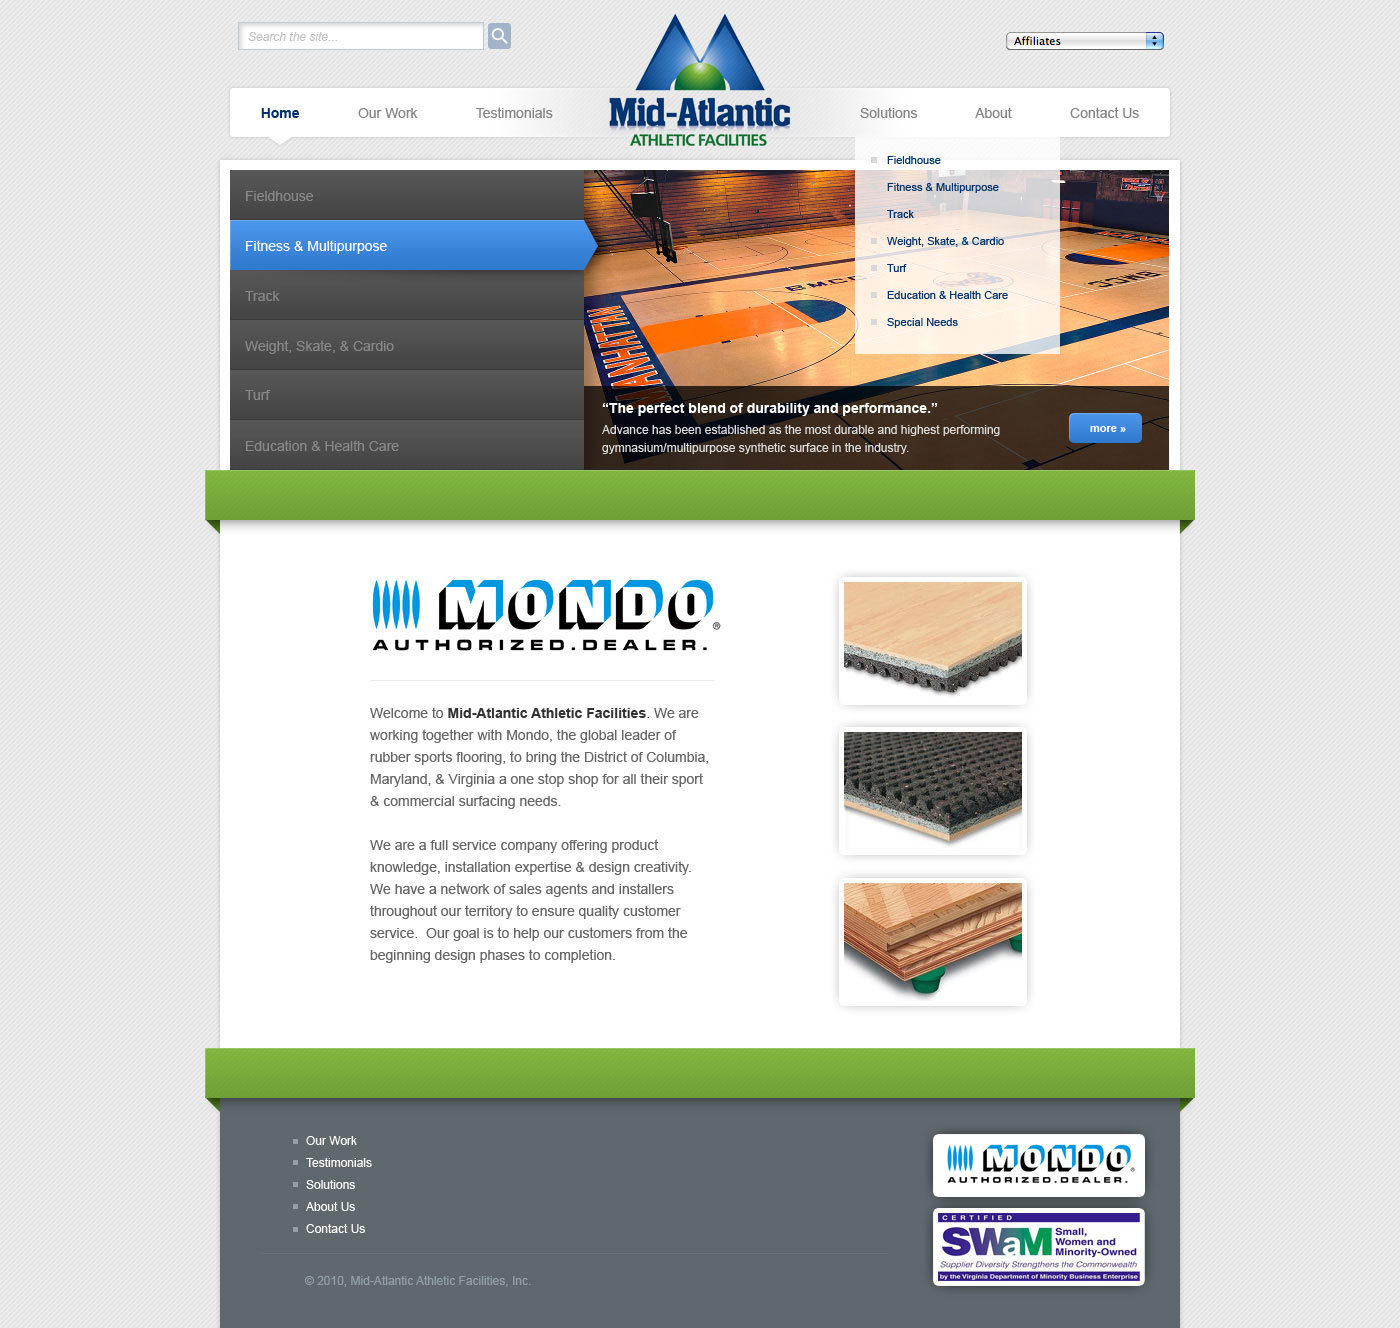 Search the site...
Affiliates
Home
Our Work
Testimonials
Mid-Atlantic
ATHLETIC FACILITIES
Solutions
About
Contact Us
Fieldhouse
Fitness & Multipurpose
Track
Weight, Skate, & Cardio
Turf
Education & Health Care
Special Needs
Fieldhouse
Fitness & Multipurpose
Track
Weight, Skate, & Cardio
Turf
Education & Health Care
EMCC
MANHATTAN
“The perfect blend of durability and performance.”
Advance has been established as the most durable and highest performing
gymnasium/multipurpose synthetic surface in the industry.
more »
MONDO®
AUTHORIZED.DEALER.
Welcome to Mid-Atlantic Athletic Facilities. We are
working together with Mondo, the global leader of
rubber sports flooring, to bring the District of Columbia,
Maryland, & Virginia a one stop shop for all their sport
& commercial surfacing needs.
We are a full service company offering product
knowledge, installation expertise & design creativity.
We have a network of sales agents and installers
throughout our territory to ensure quality customer
service.  Our goal is to help our customers from the
beginning design phases to completion.
Our Work
Testimonials
Solutions
About Us
Contact Us
© 2010, Mid-Atlantic Athletic Facilities, Inc.
MONDO®
AUTHORIZED.DEALER.
CERTIFIED
SWaM
Small,
Women and
Minority-Owned
Supplier Diversity Strengthens the Commonwealth
by the Virginia Department of Minority Business Enterprise